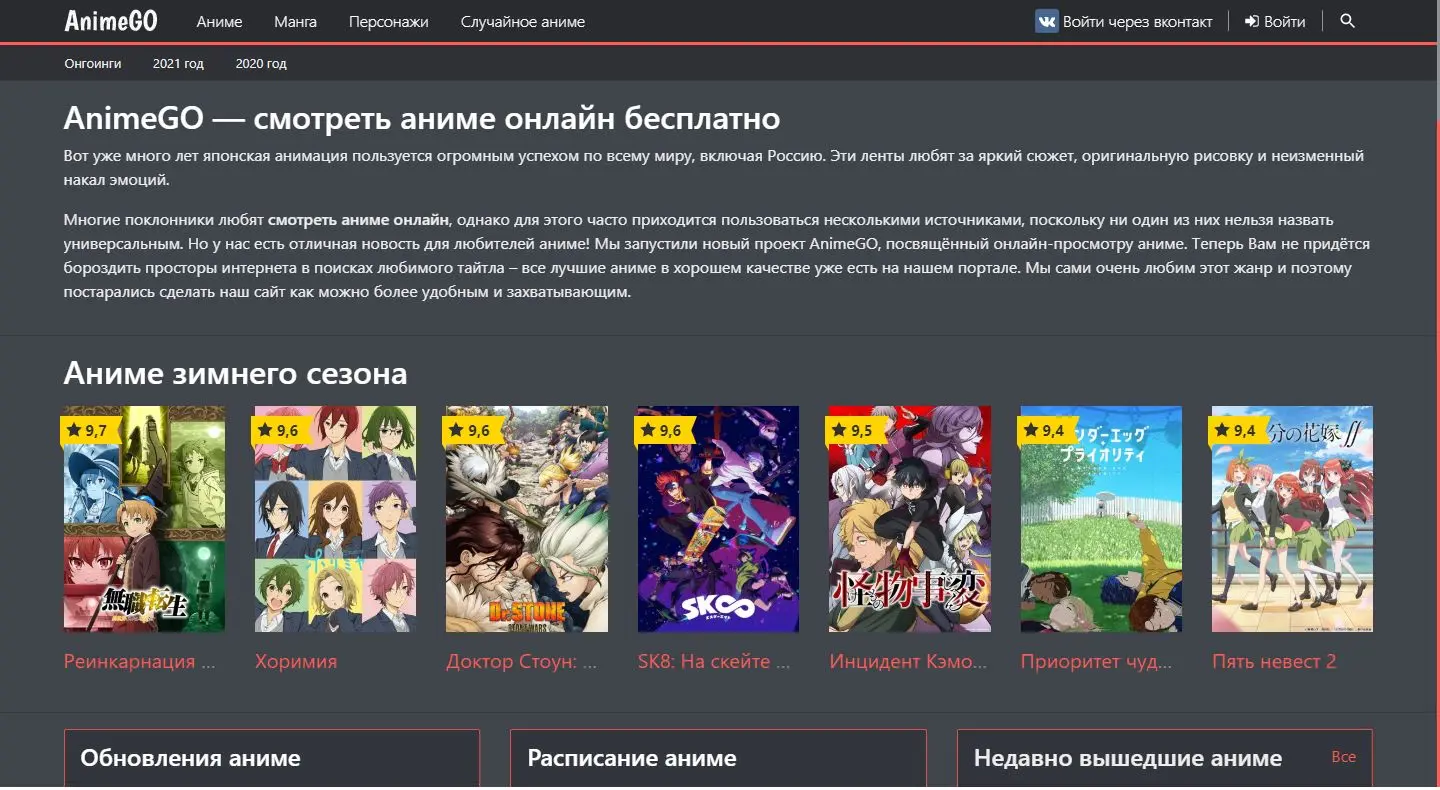 AnimeGO Аниме Манга Персонажи Случайное аниме Войти через вконтакт Войти
Онгоинги 2021 год 2020 год
AnimeGO — смотреть аниме онлайн бесплатно
Вот уже много лет японская анимация пользуется огромным успехом по всему миру, включая Россию. Эти ленты любят за яркий сюжет, оригинальную рисовку и неизменный
накал эмоций.
Многие поклонники любят смотреть аниме онлайн, однако для этого часто приходится пользоваться несколькими источниками, поскольку ни один из них нельзя назвать
универсальным. Но у нас есть отличная новость для любителей аниме! Мы запустили новый проект AnimeGO, посвящённый онлайн-просмотру аниме. Теперь Вам не придётся
бороздить просторы интернета в поисках любимого тайтла – все лучшие аниме в хорошем качестве уже есть на нашем портале. Мы сами очень любим этот жанр и поэтому
постарались сделать наш сайт как можно более удобным и захватывающим.
Аниме зимнего сезона
9,7 9,6 9,6 9,6 9,5 9,4 9,4
ンダーエッグ
プライオリティ
分の花嫁∬
無職転生
ホリミヤ
Dr.STONE
STONE WARS
SK∞
怪物事変
Реинкарнация ... Хоримия Доктор Стоун: ... SK8: На скейте ... Инцидент Кэмо... Приоритет чуд... Пять невест 2
Обновления аниме Расписание аниме Недавно вышедшие аниме Все